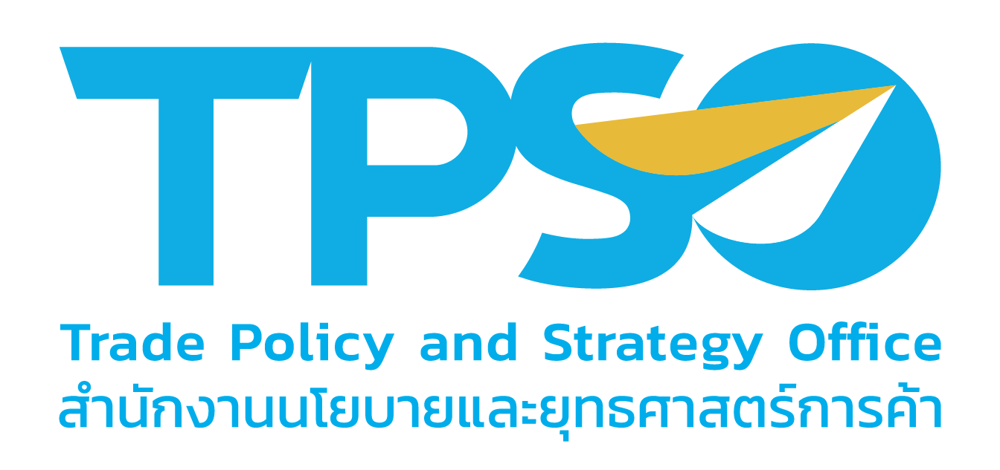 TPSO
Trade Policy and Strategy Office
สำนักงานนโยบายและยุทธศาสตร์การค้า